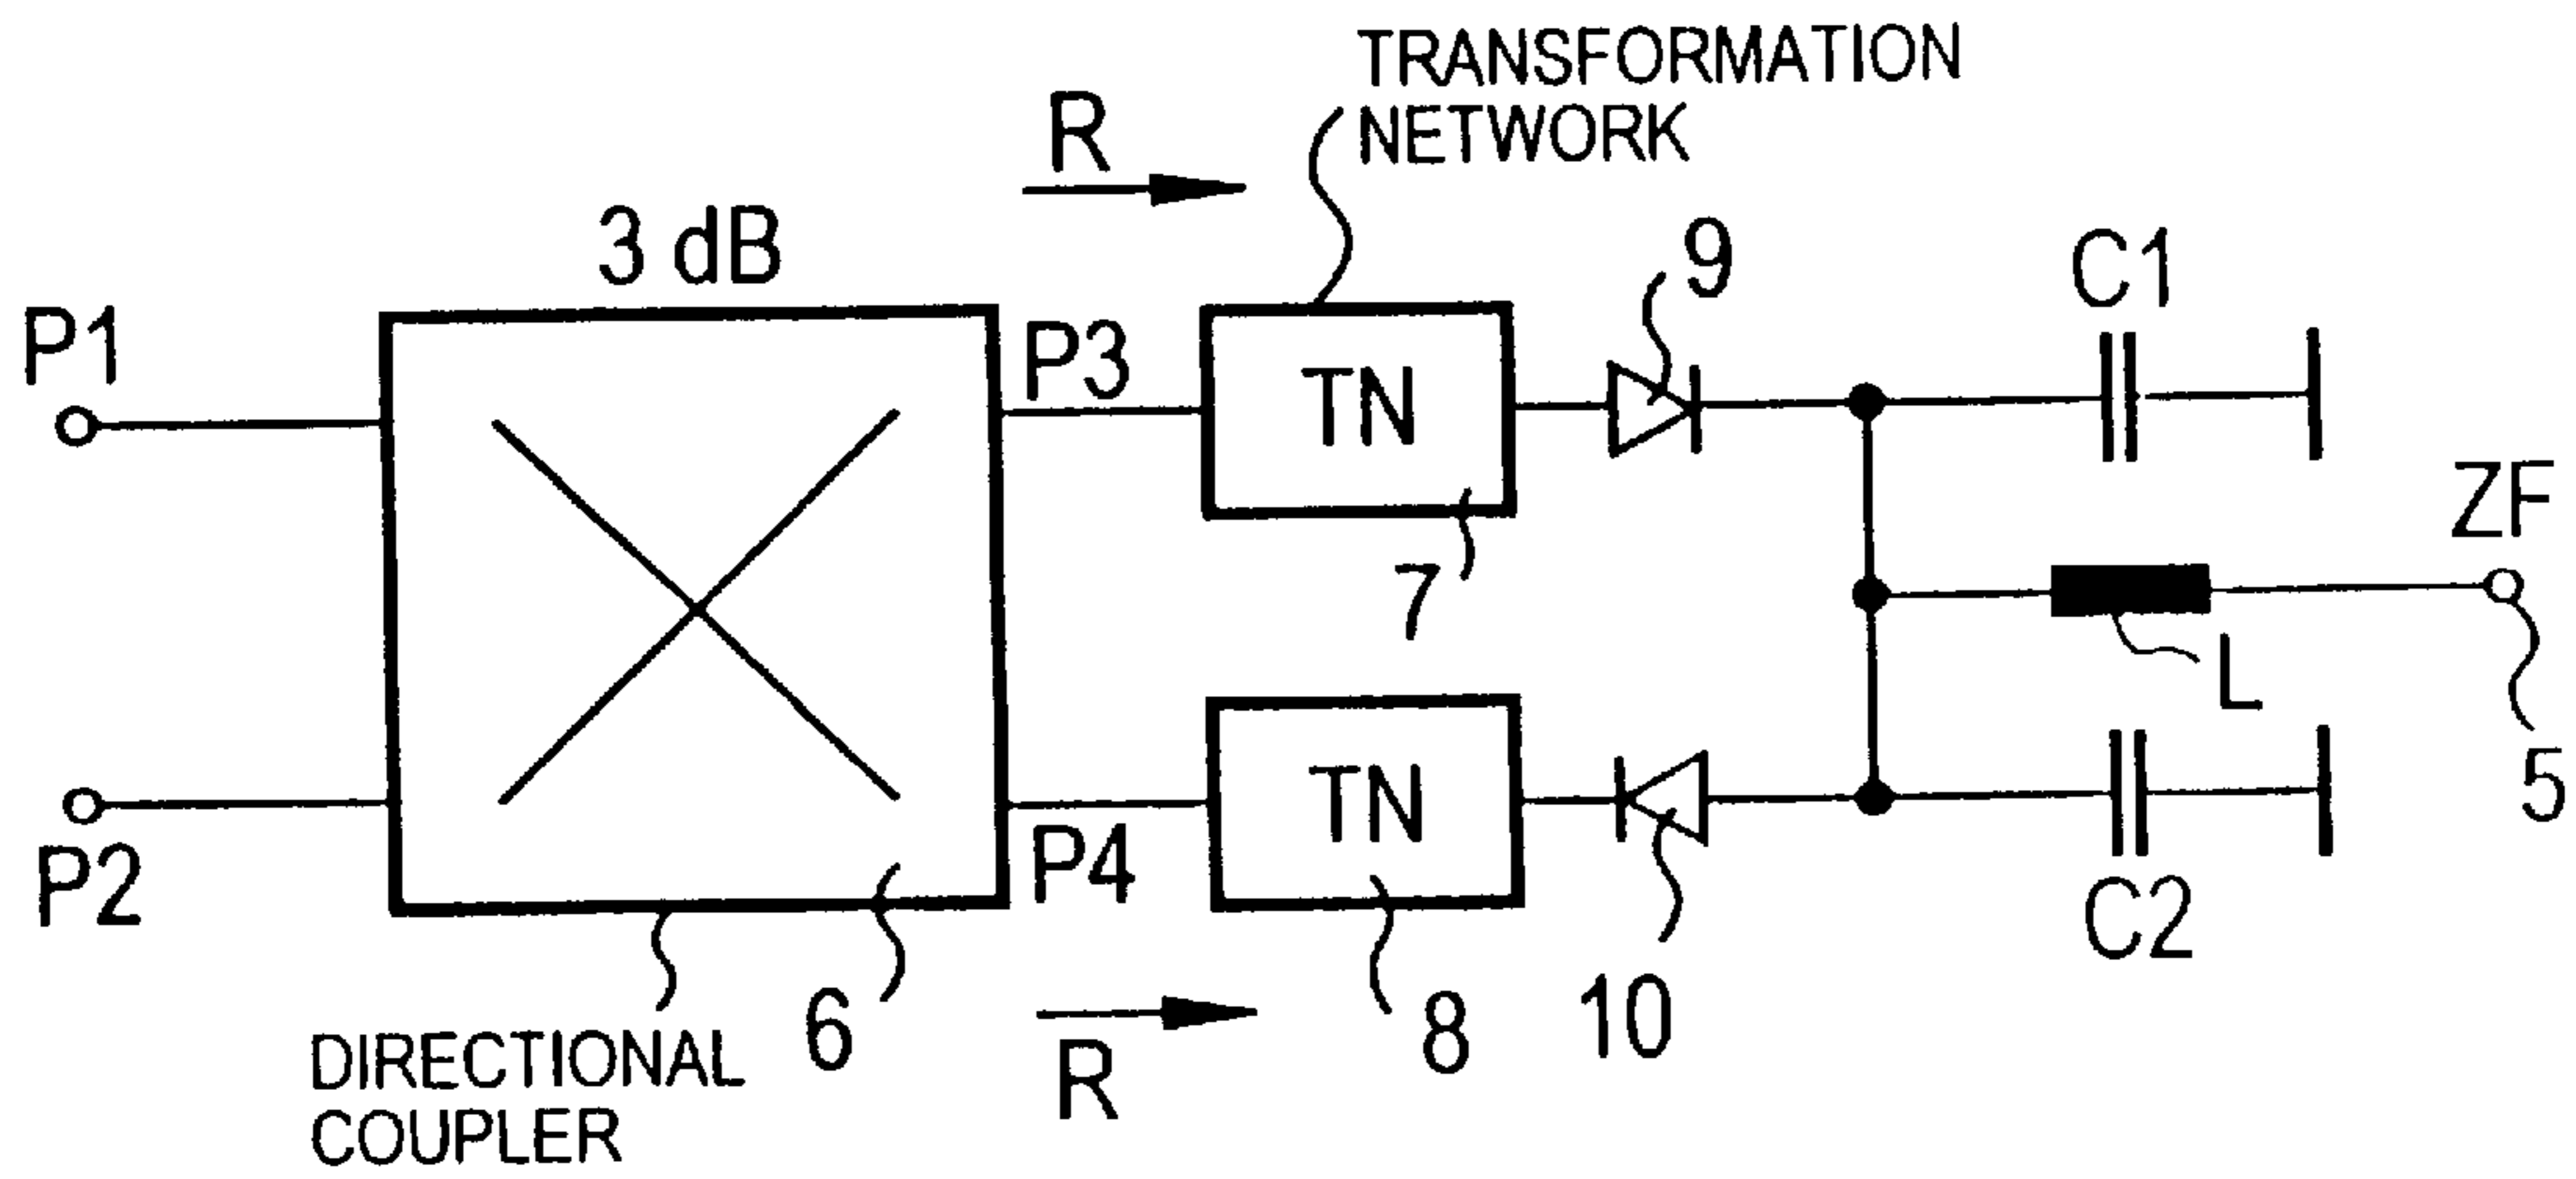 TRANSFORMATION
NETWORK
R
3 dB
9
C1
P1
P3
TN
ZF
7
L
TN
5
P2
P4
C2
6
8
10
R
DIRECTIONAL
COUPLER